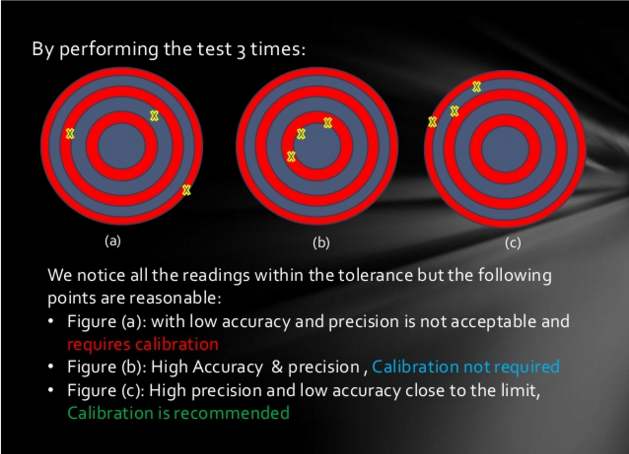 By performing the test 3 times:
(a)
(b)
(c)
We notice all the readings within the tolerance but the following
points are reasonable:
• Figure (a): with low accuracy and precision is not acceptable and
requires calibration
• Figure (b): High Accuracy & precision , Calibration not required
• Figure (c): High precision and low accuracy close to the limit,
Calibration is recommended